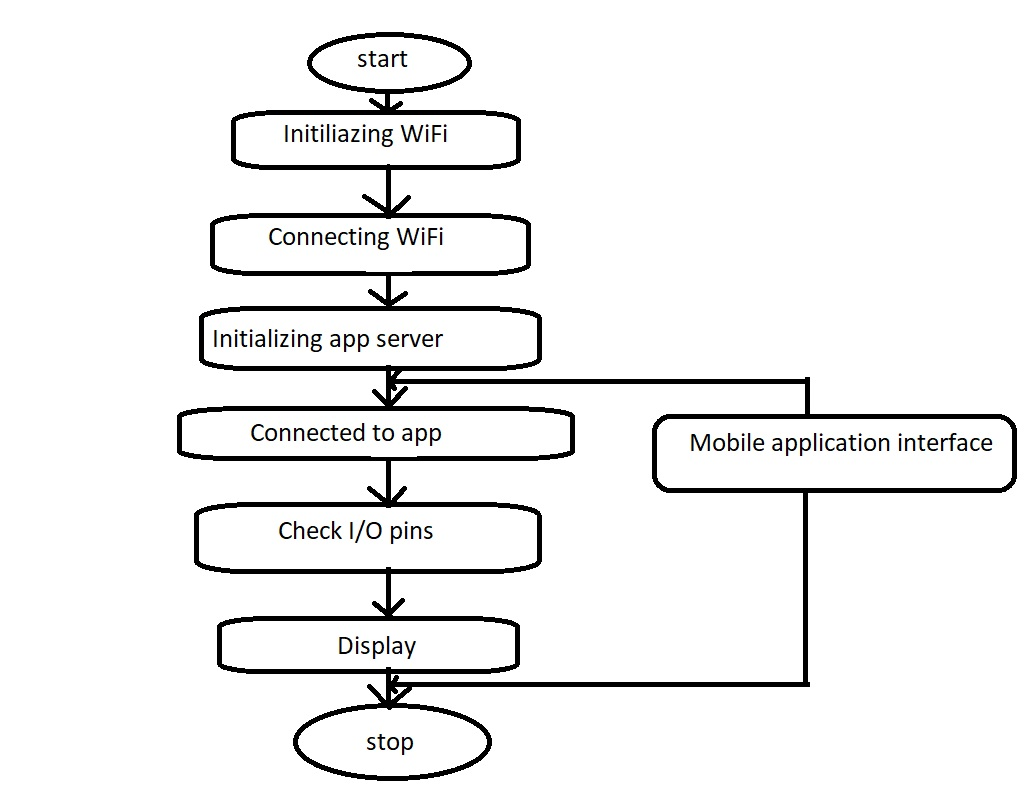 start
Initiliazing WiFi
Connecting WiFi
Initializing app server
Connected to app
Mobile application interface
Check I/O pins
Display
stop